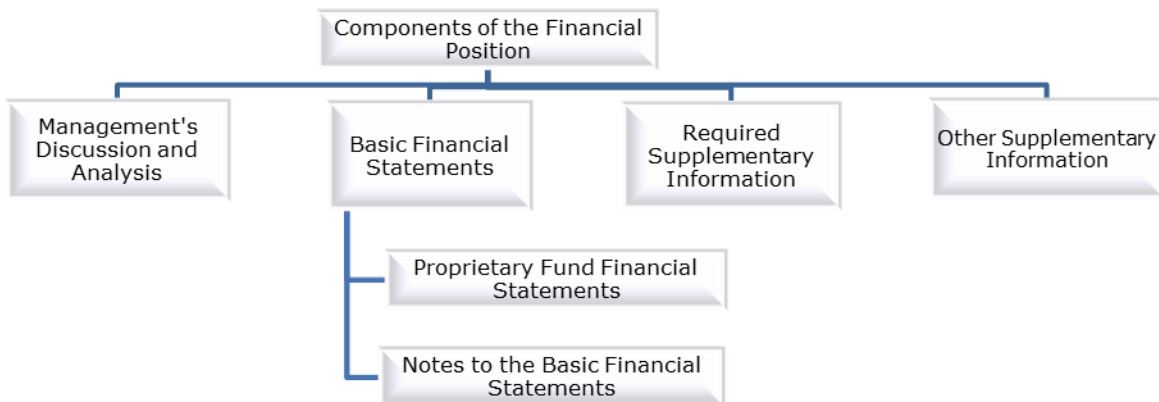 Components of the Financial
Position
Management's
Discussion and
Analysis
Basic Financial
Statements
Required
Supplementary
Information
Other Supplementary
Information
Proprietary Fund Financial
Statements
Notes to the Basic Financial
Statements